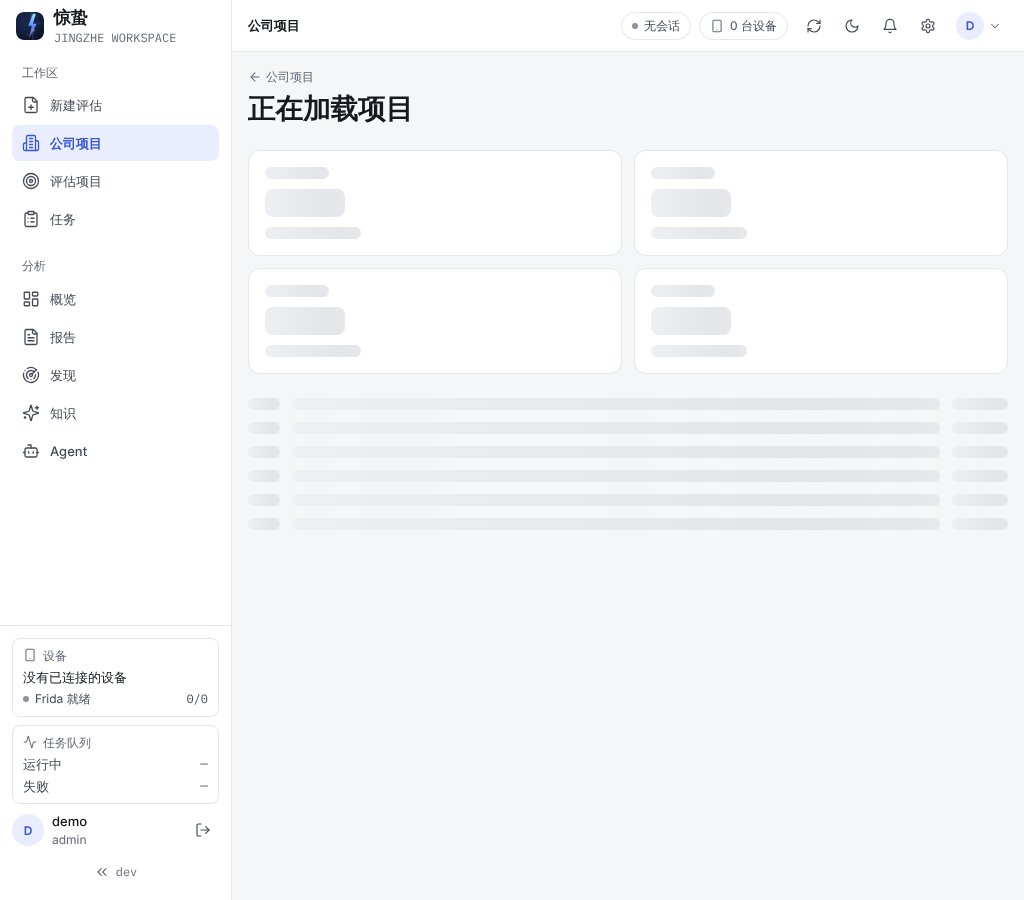 惊蛰
JINGZHE WORKSPACE
工作区
新建评估
公司项目
评估项目
任务
分析
概览
报告
发现
知识
Agent
设备
没有已连接的设备
Frida 就绪 0/0
任务队列
运行中 —
失败 —
D
demo
admin
dev
公司项目
无会话
0 台设备
D
公司项目
正在加载项目